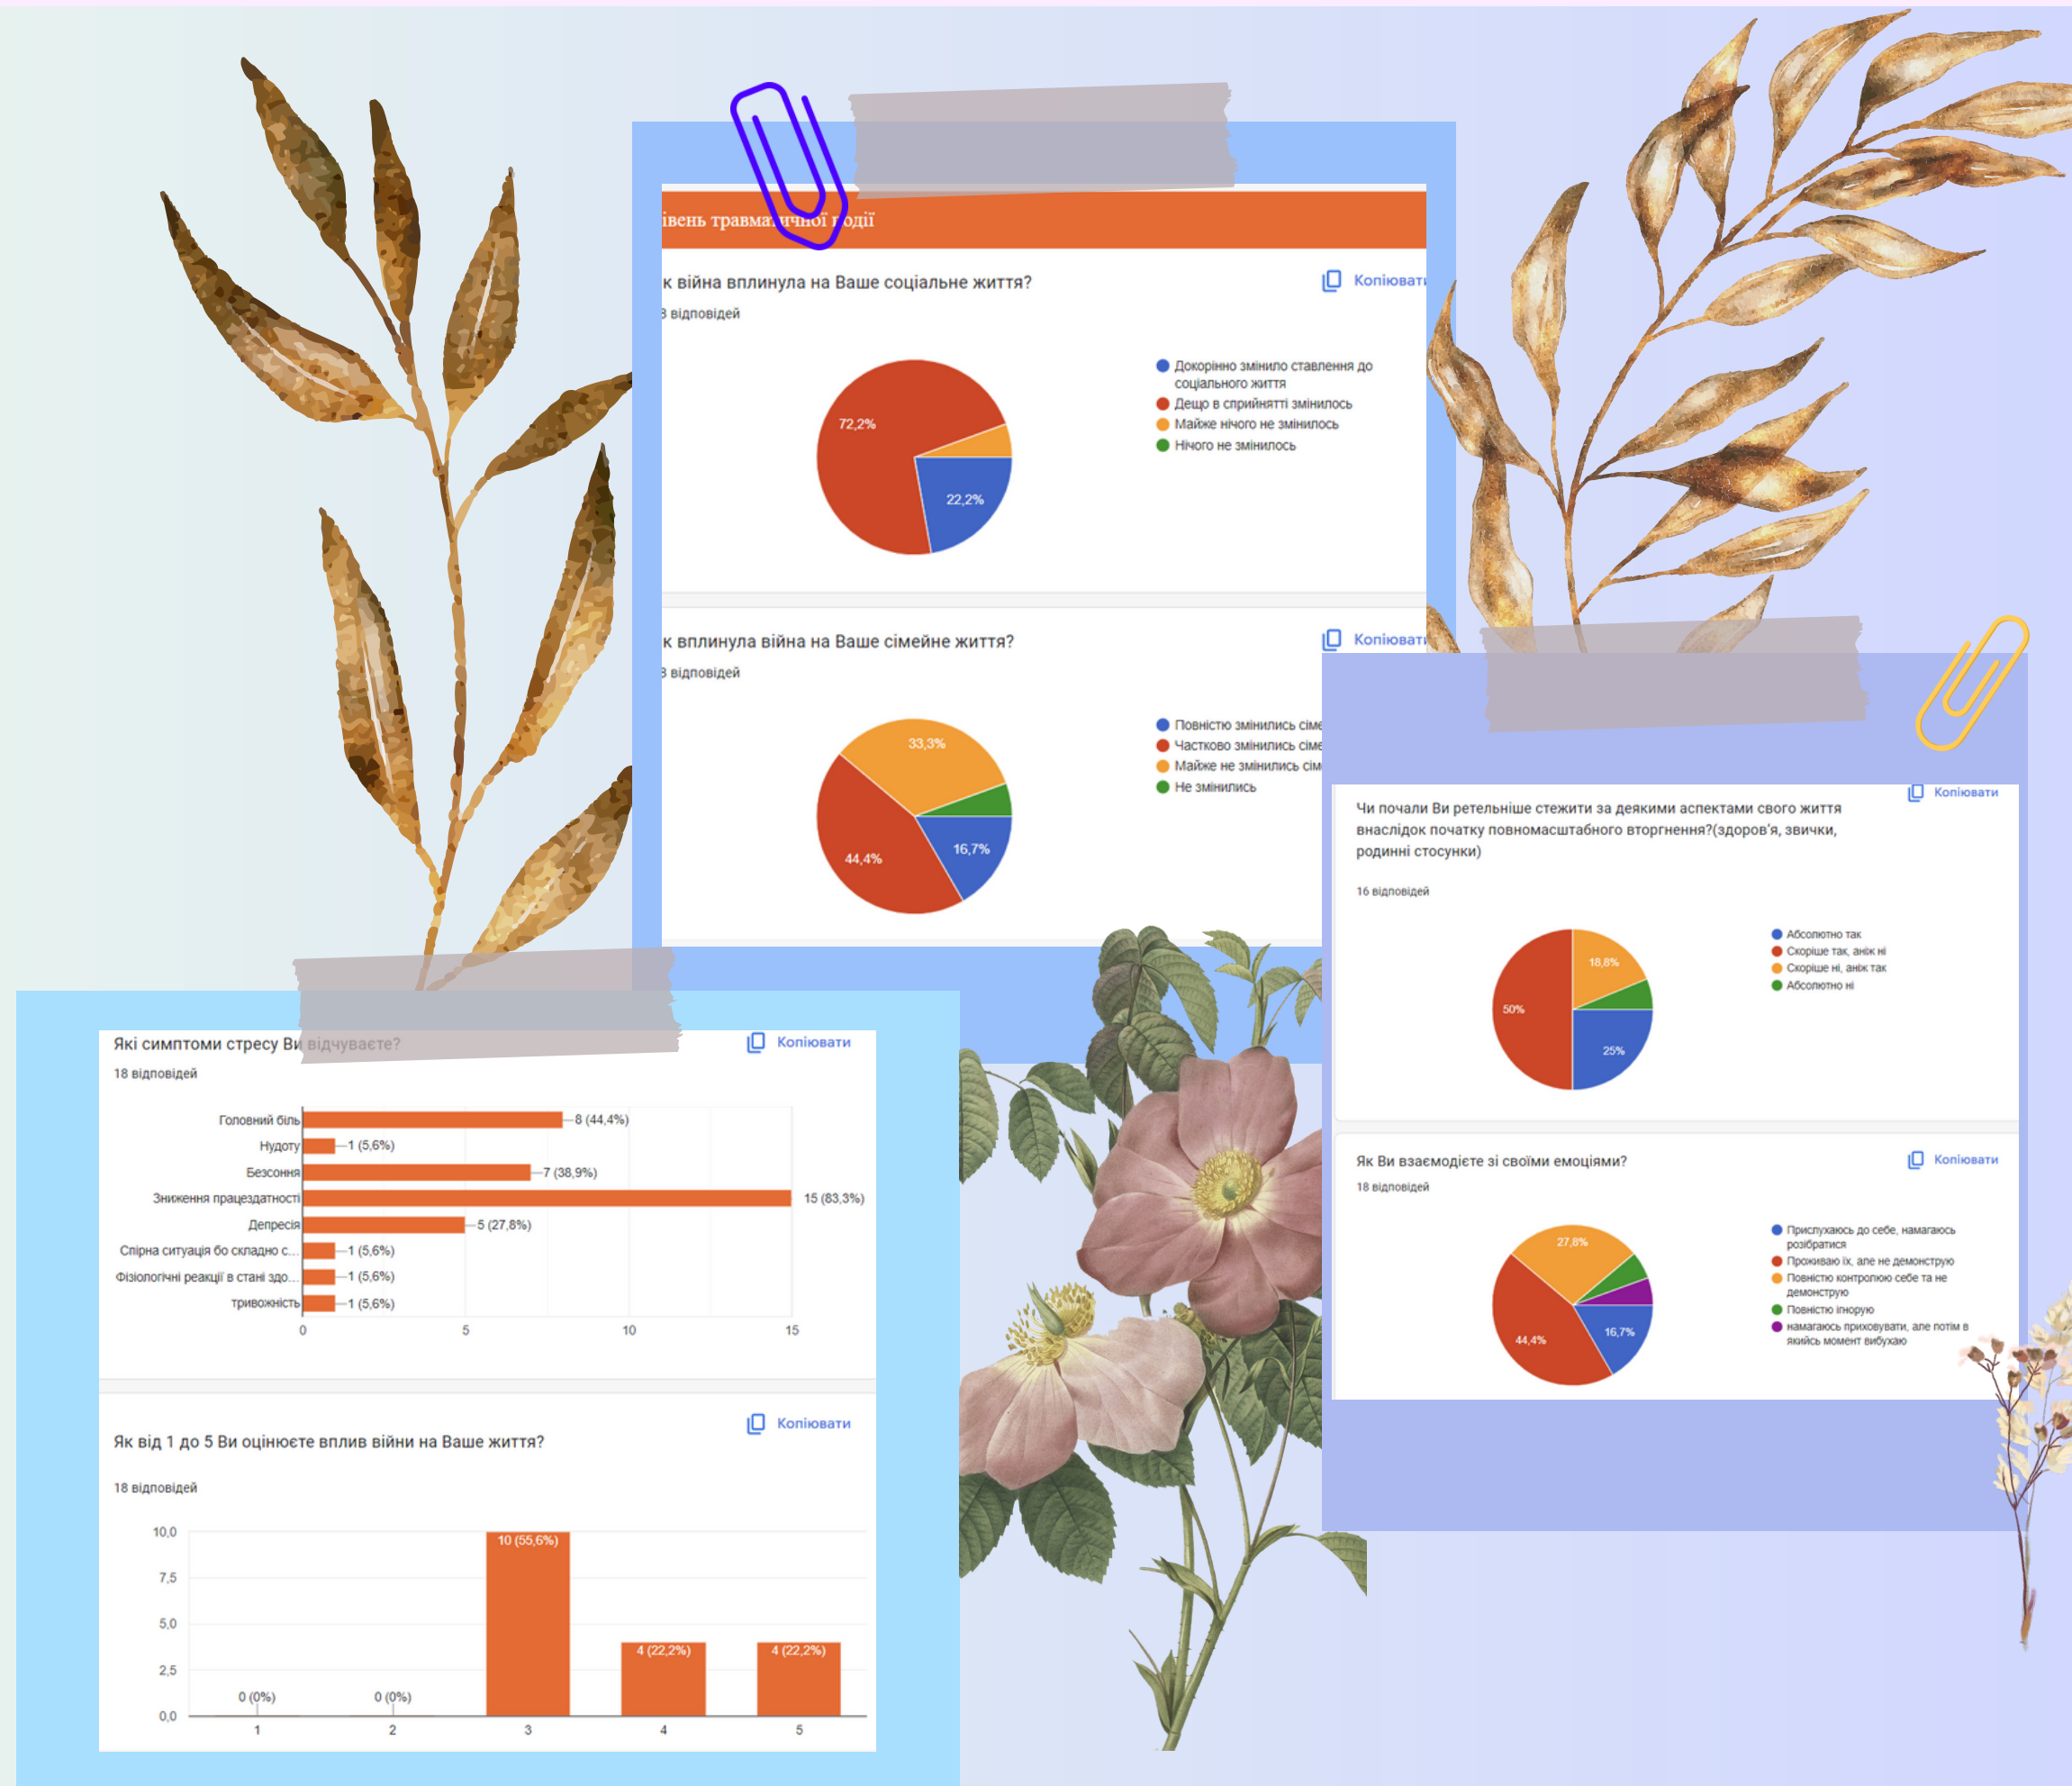 івень травматичної події
к війна вплинула на Ваше соціальне життя?
Копіювати
8 відповідей
Докорінно змінило ставлення до
соціального життя
Дещо в сприйнятті змінилось
Майже нічого не змінилось
Нічого не змінилось
72,2%
22,2%
к вплинула війна на Ваше сімейне життя?
Копіювати
8 відповідей
Повністю змінились сіме
Частково змінились сіме
Майже не змінились сім
Не змінились
33,3%
44,4%
16,7%
Копіювати
Чи почали Ви ретельніше стежити за деякими аспектами свого життя
внаслідок початку повномасштабного вторгнення?(здоров'я, звички,
родинні стосунки)
16 відповідей
Абсолютно так
Скоріше так, аніж ні
Скоріше ні, аніж так
Абсолютно ні
18,8%
50%
25%
Як Ви взаємодієте зі своїми емоціями?
Копіювати
18 відповідей
Прислухаюсь до себе, намагаюсь
розібратися
Проживаю їх, але не демонструю
Повністю контролюю себе та не
демонструю
Повністю ігнорую
намагаюсь приховувати, але потім в
якийсь момент вибухаю
27,8%
44,4%
16,7%
Які симптоми стресу Ви відчуваєте?
Копіювати
18 відповідей
Головний біль 8 (44,4%)
Нудоту 1 (5,6%)
Безсоння 7 (38,9%)
Зниження працездатності 15 (83,3%)
Депресія 5 (27,8%)
Спірна ситуація бо складно с... 1 (5,6%)
Фізіологічні реакції в стані здо... 1 (5,6%)
тривожність 1 (5,6%)
0 5 10 15
Копіювати
Як від 1 до 5 Ви оцінюєте вплив війни на Ваше життя?
18 відповідей
10,0
7,5
5,0
2,5
0,0
0 (0%) 0 (0%) 10 (55,6%) 4 (22,2%) 4 (22,2%)
1 2 3 4 5